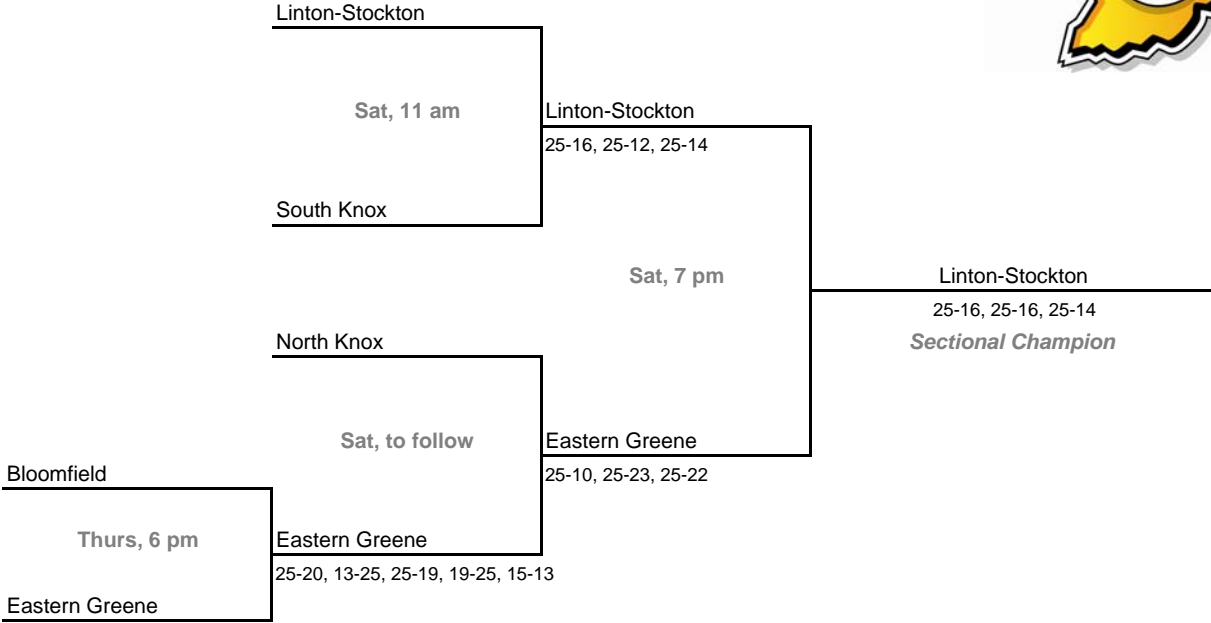 Linton-Stockton
Sat, 11 am
Linton-Stockton
25-16, 25-12, 25-14
South Knox
Sat, 7 pm
Linton-Stockton
25-16, 25-16, 25-14
Sectional Champion
North Knox
Sat, to follow
Eastern Greene
25-10, 25-23, 25-22
Bloomfield
Thurs, 6 pm
Eastern Greene
25-20, 13-25, 25-19, 19-25, 15-13
Eastern Greene